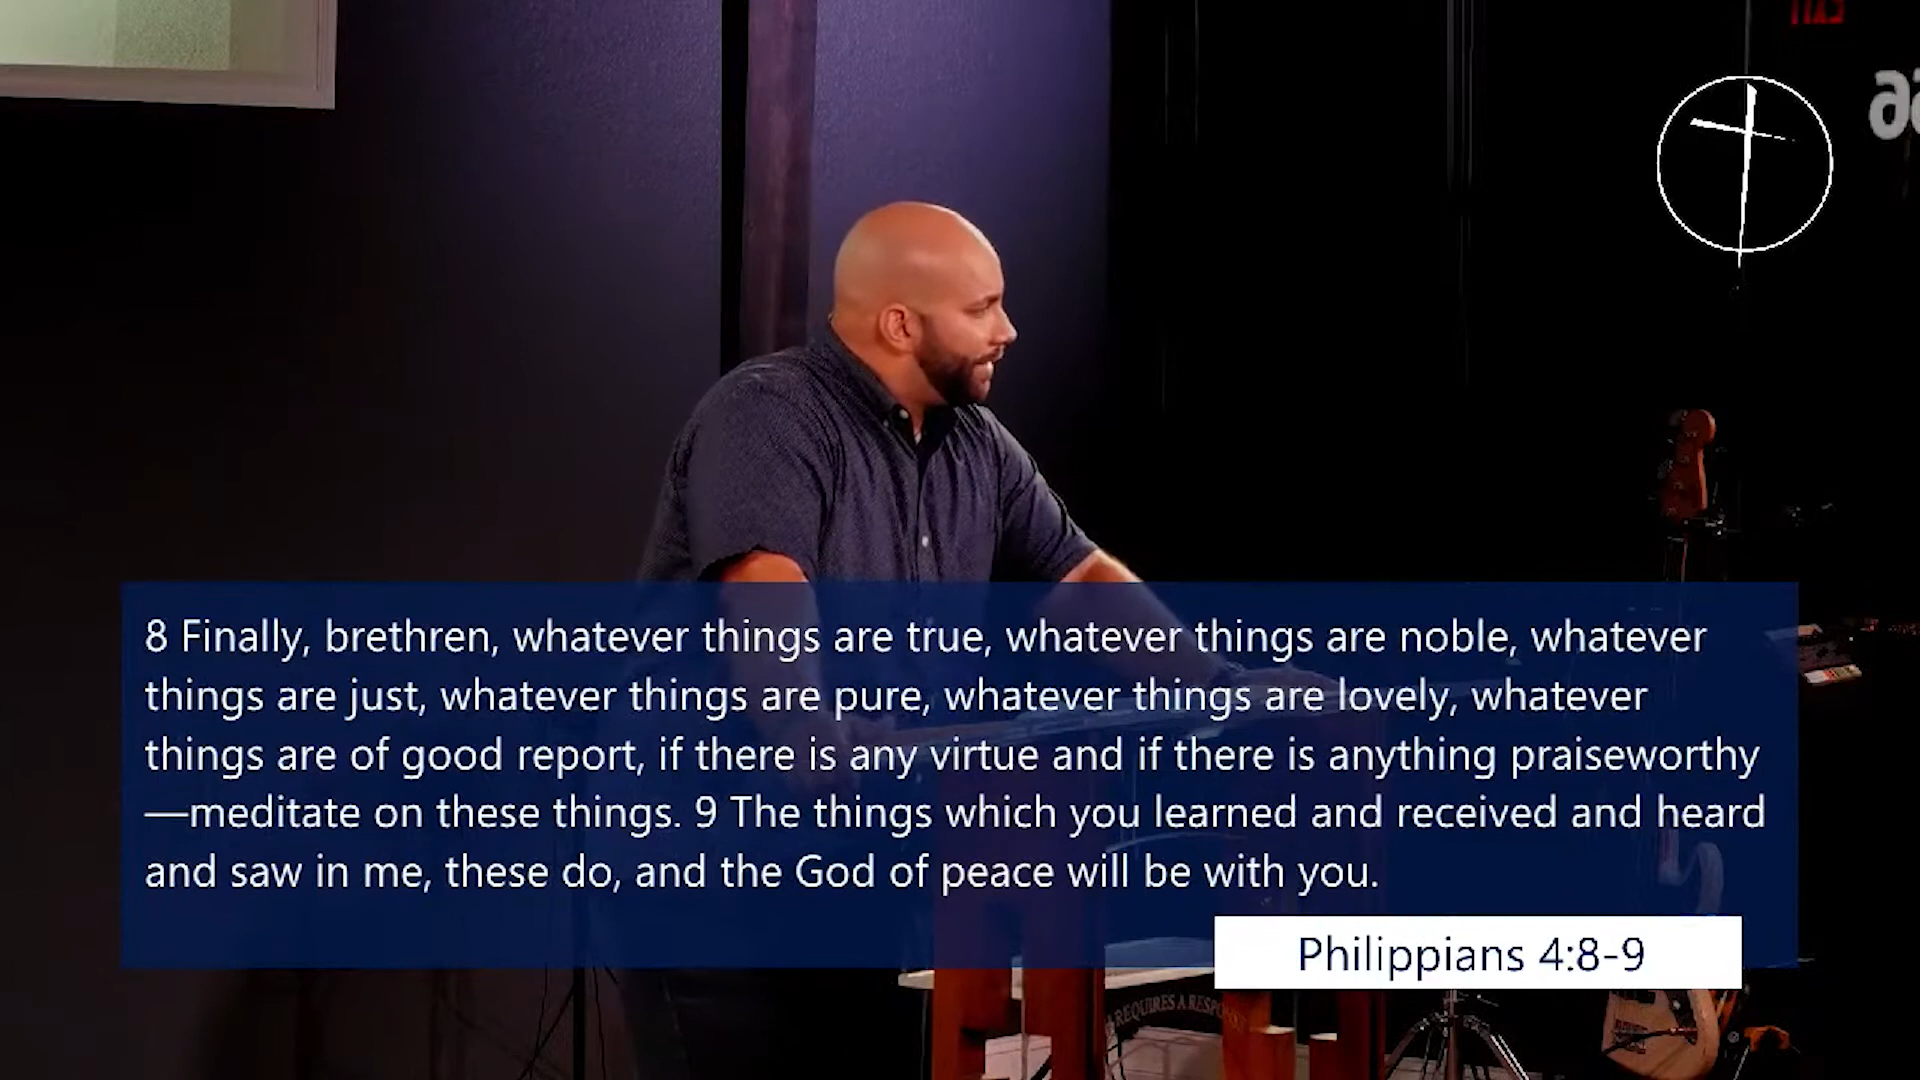 8 Finally, brethren, whatever things are true, whatever things are noble, whatever
things are just, whatever things are pure, whatever things are lovely, whatever
things are of good report, if there is any virtue and if there is anything praiseworthy
—meditate on these things. 9 The things which you learned and received and heard
and saw in me, these do, and the God of peace will be with you.
Philippians 4:8-9
REQUIRES A